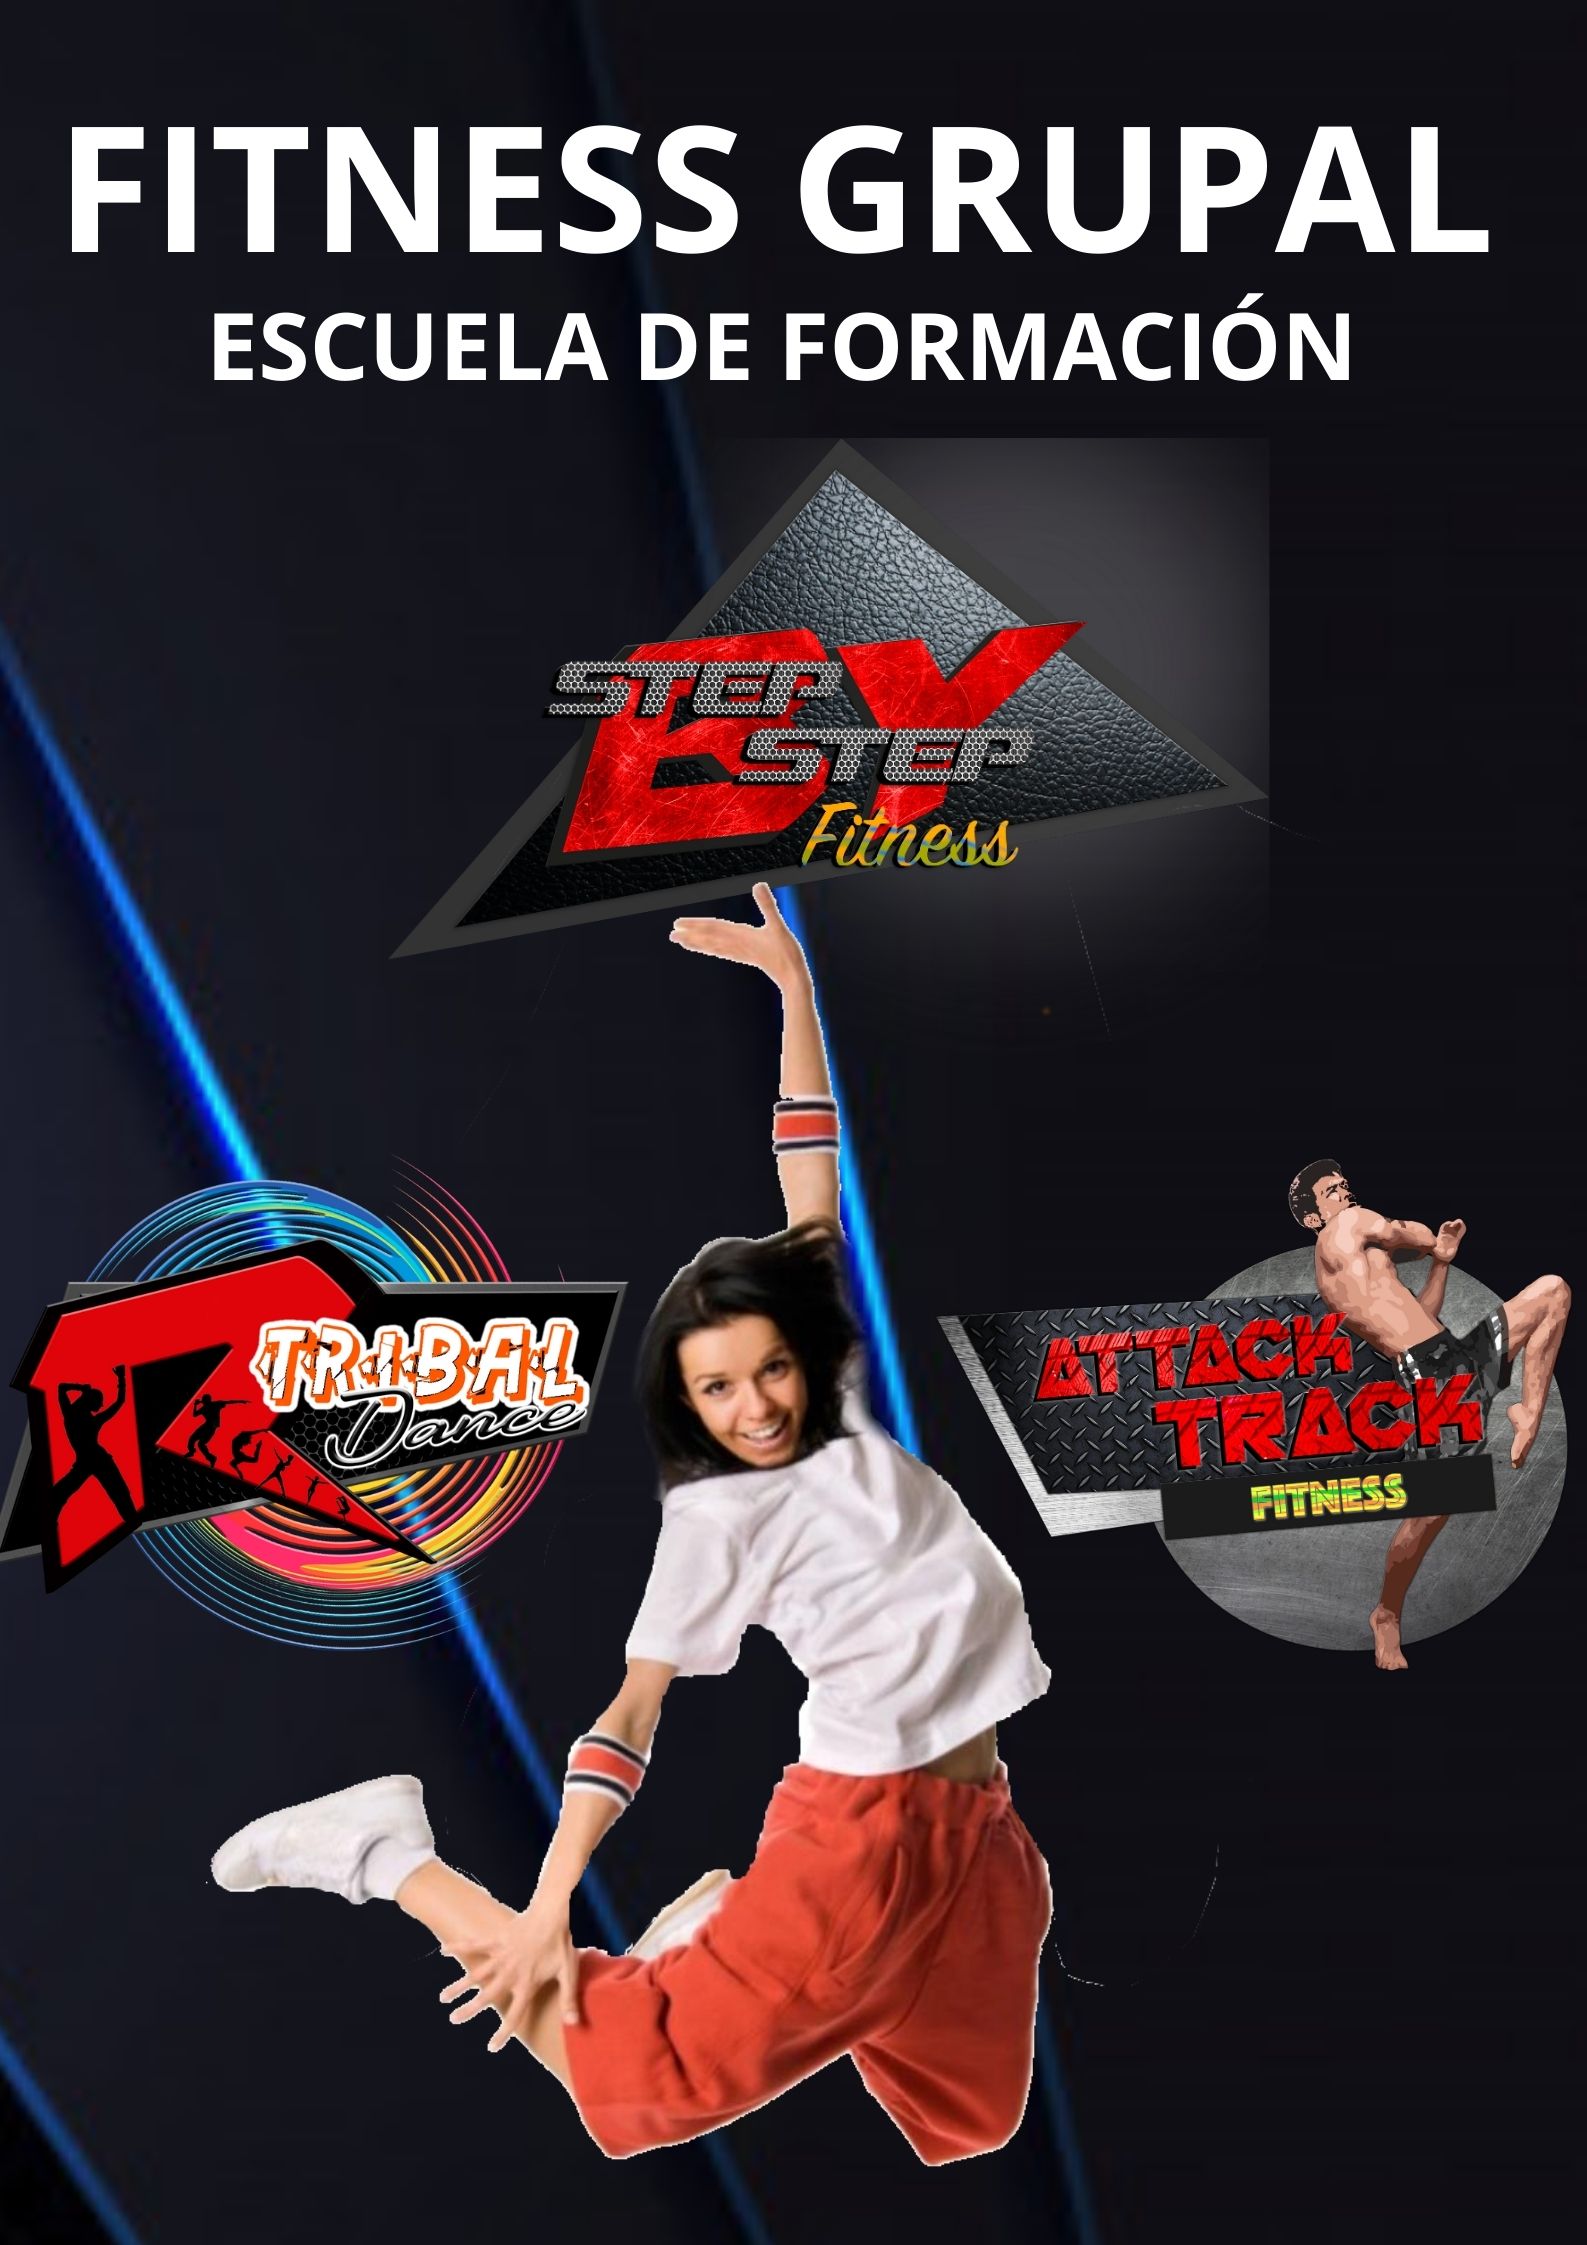 FITNESS GRUPAL
ESCUELA DE FORMACIÓN
BY
STEP
STEP
Fitness
TRIBAL
Dance
ATTACK
TRACK
FITNESS